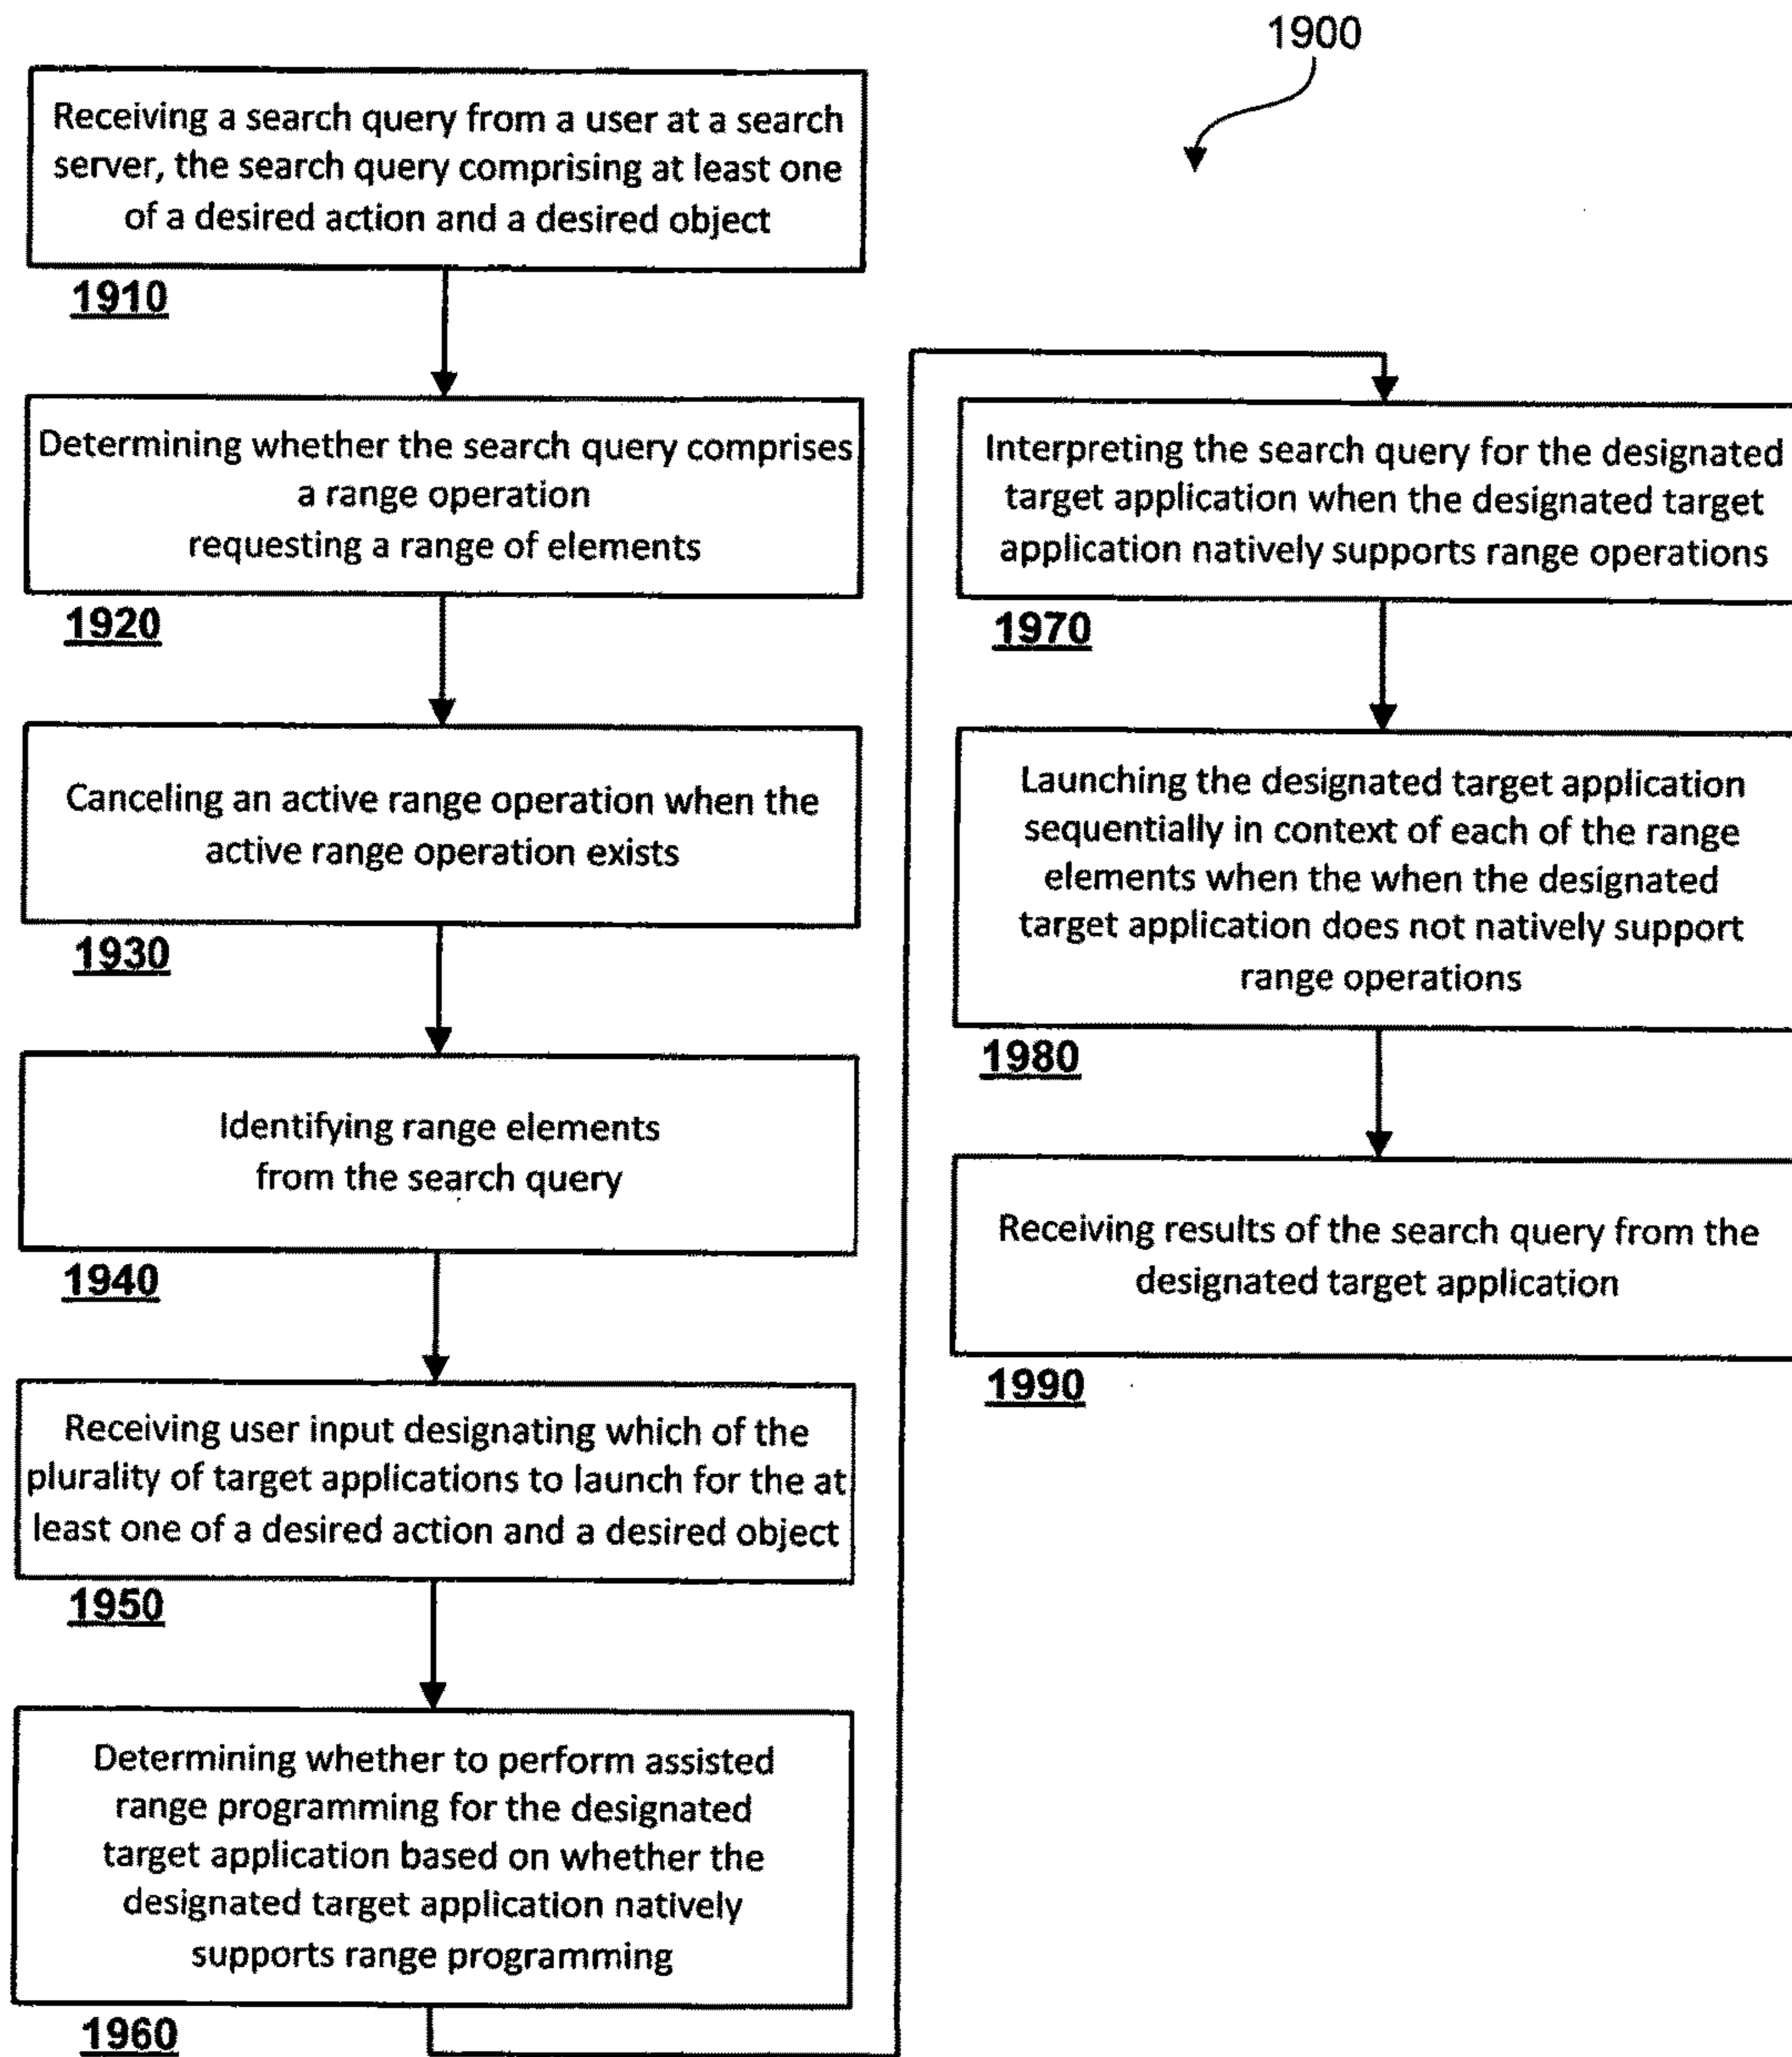 1900
Receiving a search query from a user at a search
server, the search query comprising at least one
of a desired action and a desired object
1910
Determining whether the search query comprises
a range operation
requesting a range of elements
1920
Canceling an active range operation when the
active range operation exists
1930
Identifying range elements
from the search query
1940
Receiving user input designating which of the
plurality of target applications to launch for the at
least one of a desired action and a desired object
1950
Determining whether to perform assisted
range programming for the designated
target application based on whether the
designated target application natively
supports range programming
1960
Interpreting the search query for the designated
target application when the designated target
application natively supports range operations
1970
Launching the designated target application
sequentially in context of each of the range
elements when the when the designated
target application does not natively support
range operations
1980
Receiving results of the search query from the
designated target application
1990